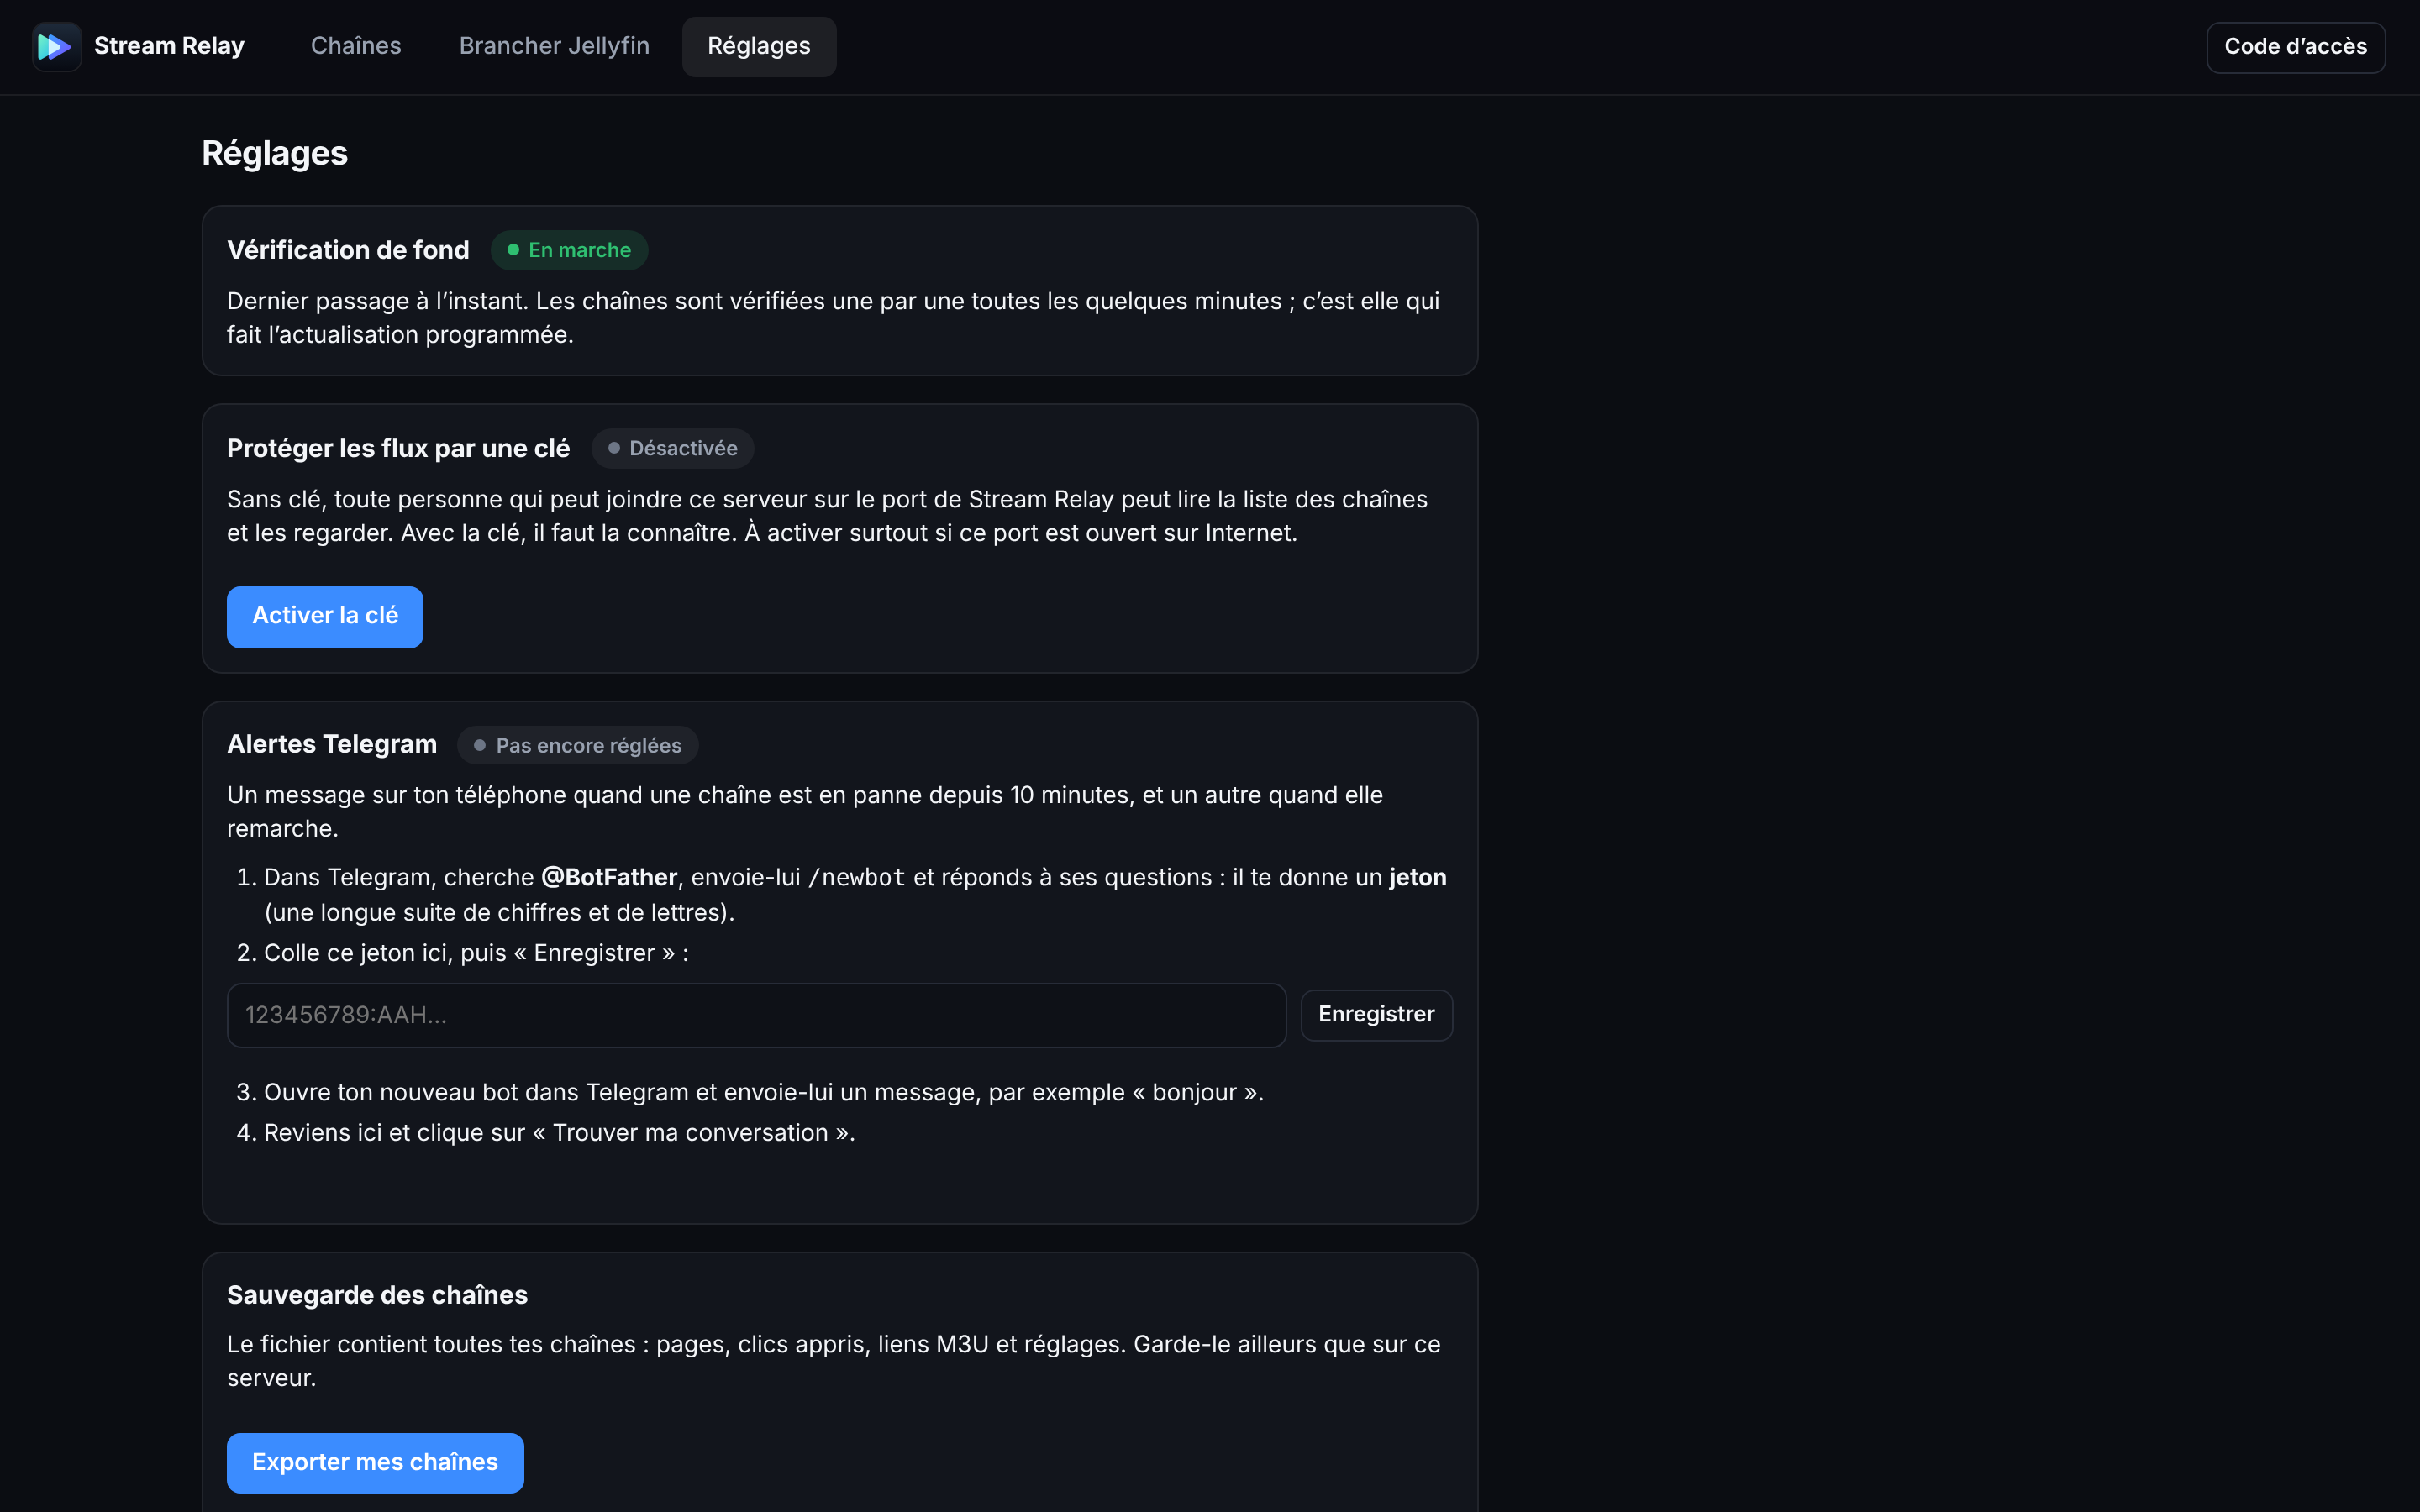 Stream Relay
Chaînes
Brancher Jellyfin
Réglages
Code d’accès
Réglages
Vérification de fond
En marche
Dernier passage à l’instant. Les chaînes sont vérifiées une par une toutes les quelques minutes ; c’est elle qui
fait l’actualisation programmée.
Protéger les flux par une clé
Désactivée
Sans clé, toute personne qui peut joindre ce serveur sur le port de Stream Relay peut lire la liste des chaînes
et les regarder. Avec la clé, il faut la connaître. À activer surtout si ce port est ouvert sur Internet.
Activer la clé
Alertes Telegram
Pas encore réglées
Un message sur ton téléphone quand une chaîne est en panne depuis 10 minutes, et un autre quand elle
remarche.
1. Dans Telegram, cherche @BotFather, envoie-lui /newbot et réponds à ses questions : il te donne un jeton
(une longue suite de chiffres et de lettres).
2. Colle ce jeton ici, puis « Enregistrer » :
123456789:AAH...
Enregistrer
3. Ouvre ton nouveau bot dans Telegram et envoie-lui un message, par exemple « bonjour ».
4. Reviens ici et clique sur « Trouver ma conversation ».
Sauvegarde des chaînes
Le fichier contient toutes tes chaînes : pages, clics appris, liens M3U et réglages. Garde-le ailleurs que sur ce
serveur.
Exporter mes chaînes